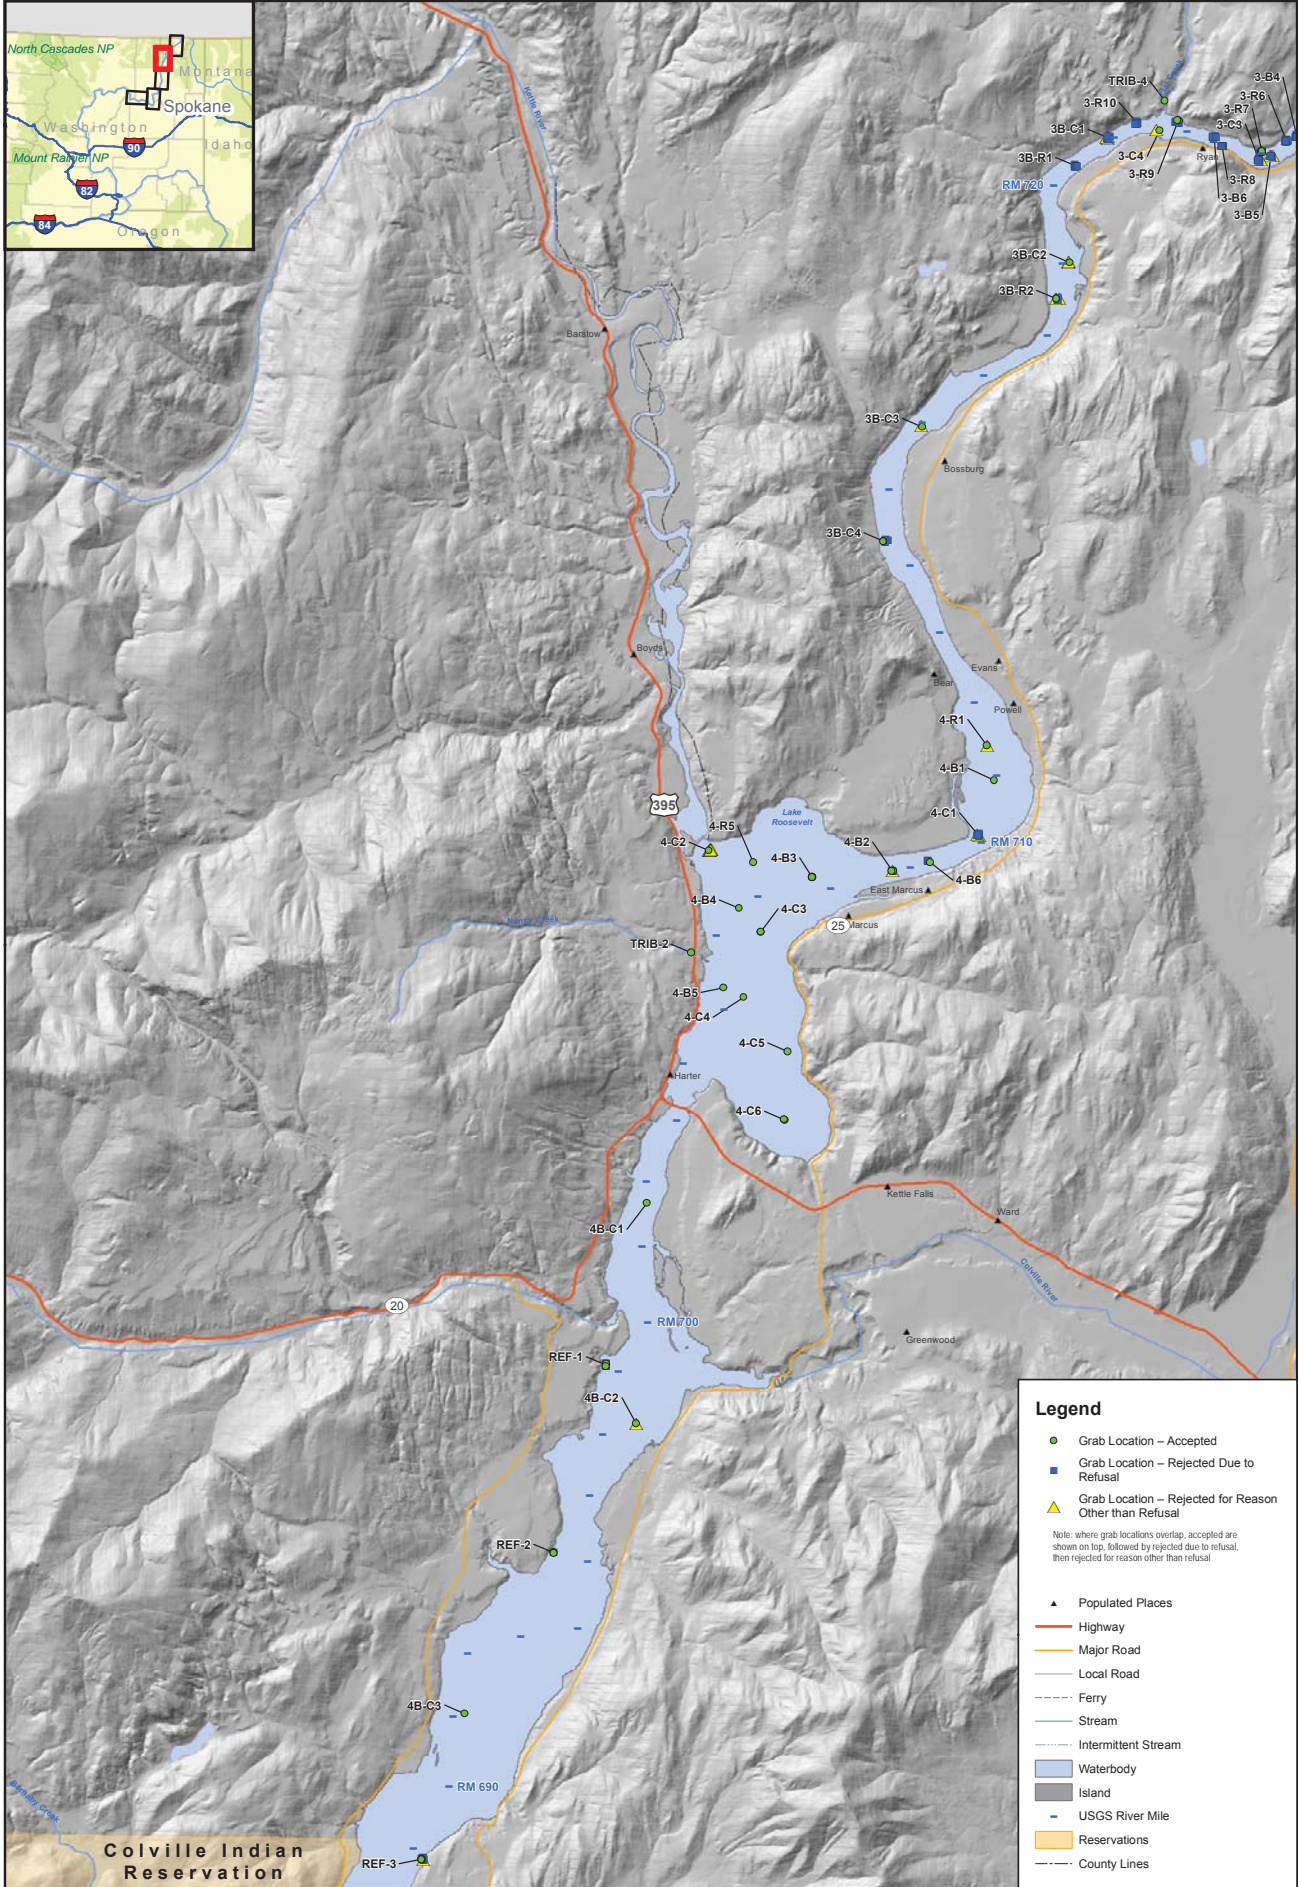 North Cascades NP
Montana
Spokane
Washington
Idaho
90
Mount Rainier NP
82
84
Oregon
Kettle River
TRIB-4
3-B4
3-R10
3-R6
3-R7
3B-C1
3-C3
3-C4
Ryan
3B-R1
3-R9
3-R8
RM 720
3-B6
3-B5
3B-C2
3B-R2
Barstow
3B-C3
Bossburg
3B-C4
Boyds
Evans
Bear
Powell
4-R1
4-B1
395
Lake
Roosevelt
4-C1
4-R5
4-C2
4-B2
RM 710
4-B3
4-B6
East Marcus
4-B4
4-C3
Marcus
25
Nancy Creek
TRIB-2
4-B5
4-C4
4-C5
Harter
4-C6
Kettle Falls
Ward
4B-C1
Colville River
20
RM 700
Greenwood
REF-1
4B-C2
REF-2
4B-C3
RM 690
Barnaby Creek
Colville Indian
Reservation
REF-3
Legend
Grab Location – Accepted
Grab Location – Rejected Due to
Refusal
Grab Location – Rejected for Reason
Other than Refusal
Note: where grab locations overlap, accepted are
shown on top, followed by rejected due to refusal,
then rejected for reason other than refusal
Populated Places
Highway
Major Road
Local Road
Ferry
Stream
Intermittent Stream
Waterbody
Island
USGS River Mile
Reservations
County Lines